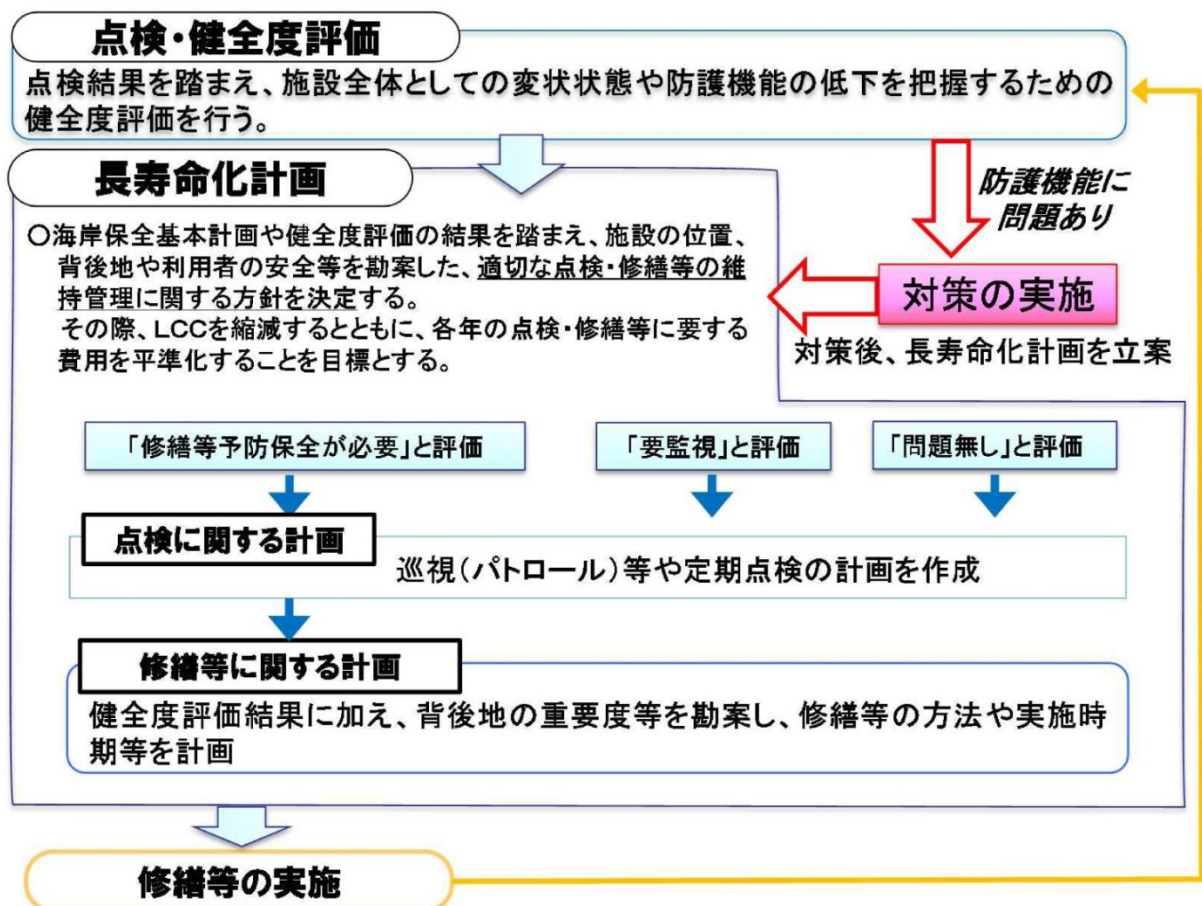 点検・健全度評価
点検結果を踏まえ、施設全体としての変状状態や防護機能の低下を把握するための
健全度評価を行う。
防護機能に
問題あり
対策の実施
対策後、長寿命化計画を立案
長寿命化計画
○海岸保全基本計画や健全度評価の結果を踏まえ、施設の位置、
背後地や利用者の安全等を勘案した、適切な点検・修繕等の維
持管理に関する方針を決定する。
その際、LCCを縮減するとともに、各年の点検・修繕等に要する
費用を平準化することを目標とする。
「修繕等予防保全が必要」と評価
「要監視」と評価
「問題無し」と評価
点検に関する計画
巡視(パトロール)等や定期点検の計画を作成
修繕等に関する計画
健全度評価結果に加え、背後地の重要度等を勘案し、修繕等の方法や実施時
期等を計画
修繕等の実施